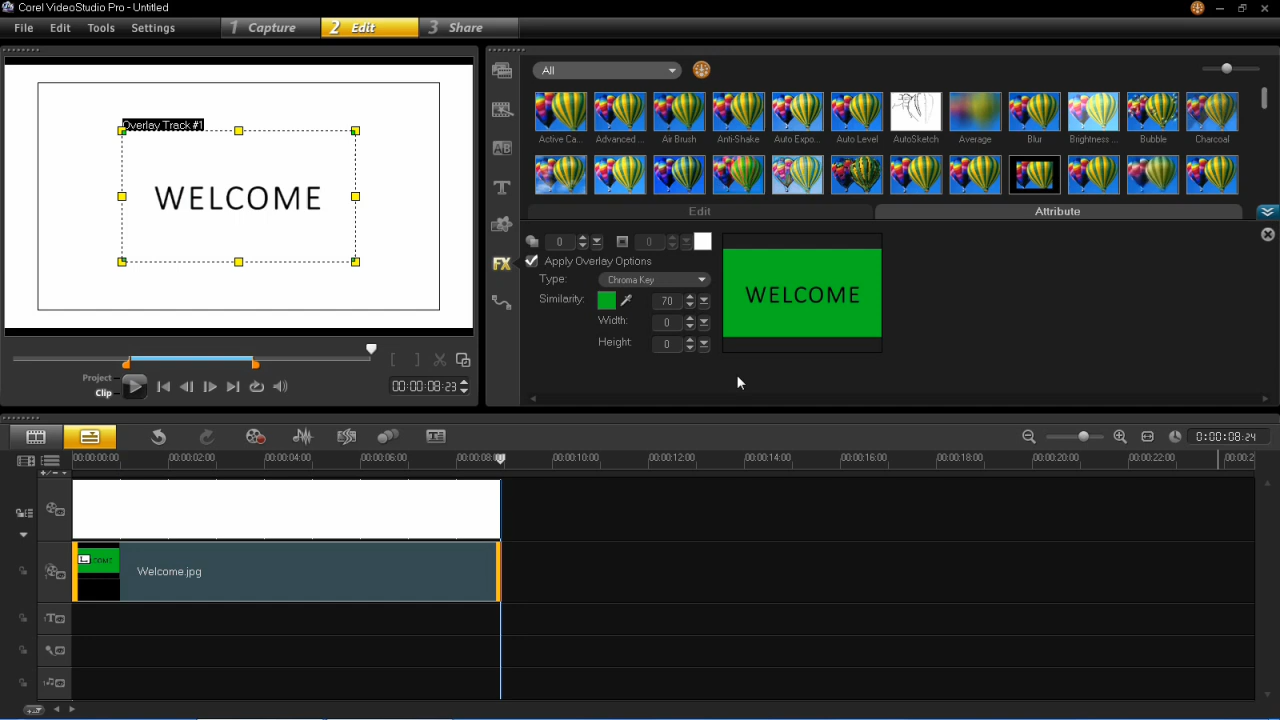 Corel VideoStudio Pro - Untitled
File Edit Tools Settings 1 Capture 2 Edit 3 Share
Overlay Track #1
WELCOME
Project
Clip
00:00:08:23
All
Active Ca... Advanced ... Air Brush Anti-Shake Auto Expo... Auto Level AutoSketch Average Blur Brightness ... Bubble Charcoal
Edit Attribute
0 0
Apply Overlay Options
Type: Chroma Key
Similarity: 70
Width: 0
Height: 0
WELCOME
0:00:08:24
00:00:00:00 00:00:02:00 00:00:04:00 00:00:06:00 00:00:08:0 00:00:10:00 00:00:12:00 00:00:14:00 00:00:16:00 00:00:18:00 00:00:20:00 00:00:22:00 00:00:2
Welcome.jpg